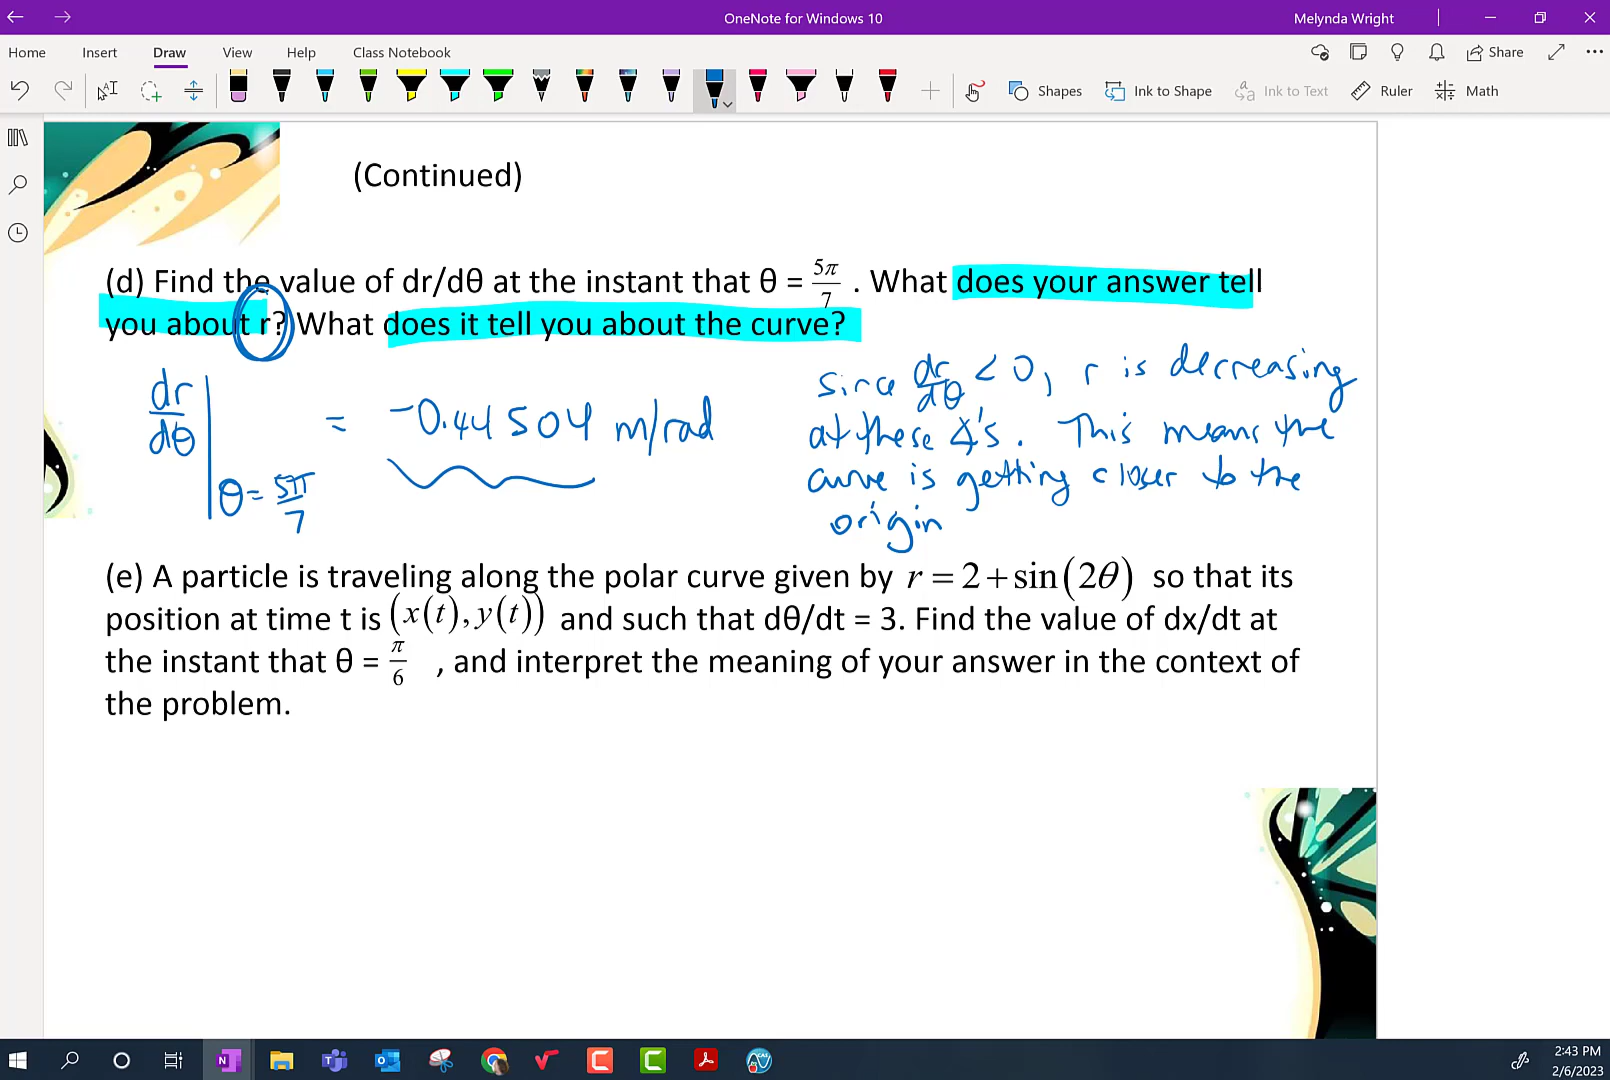 OneNote for Windows 10
Melynda Wright
Home Insert Draw View Help Class Notebook
Share
Shapes Ink to Shape Ink to Text Ruler Math
(Continued)
(d) Find the value of dr/dθ at the instant that θ = 5π/7 . What does your answer tell
you about r? What does it tell you about the curve?
dr/dθ | θ = 5π/7 = -0.44504 m/rad
since dr/dθ < 0, r is decreasing
at these ∡'s. This means the
curve is getting closer to the
origin
(e) A particle is traveling along the polar curve given by r = 2 + sin(2θ) so that its
position at time t is (x(t), y(t)) and such that dθ/dt = 3. Find the value of dx/dt at
the instant that θ = π/6 , and interpret the meaning of your answer in the context of
the problem.
2:43 PM
2/6/2023